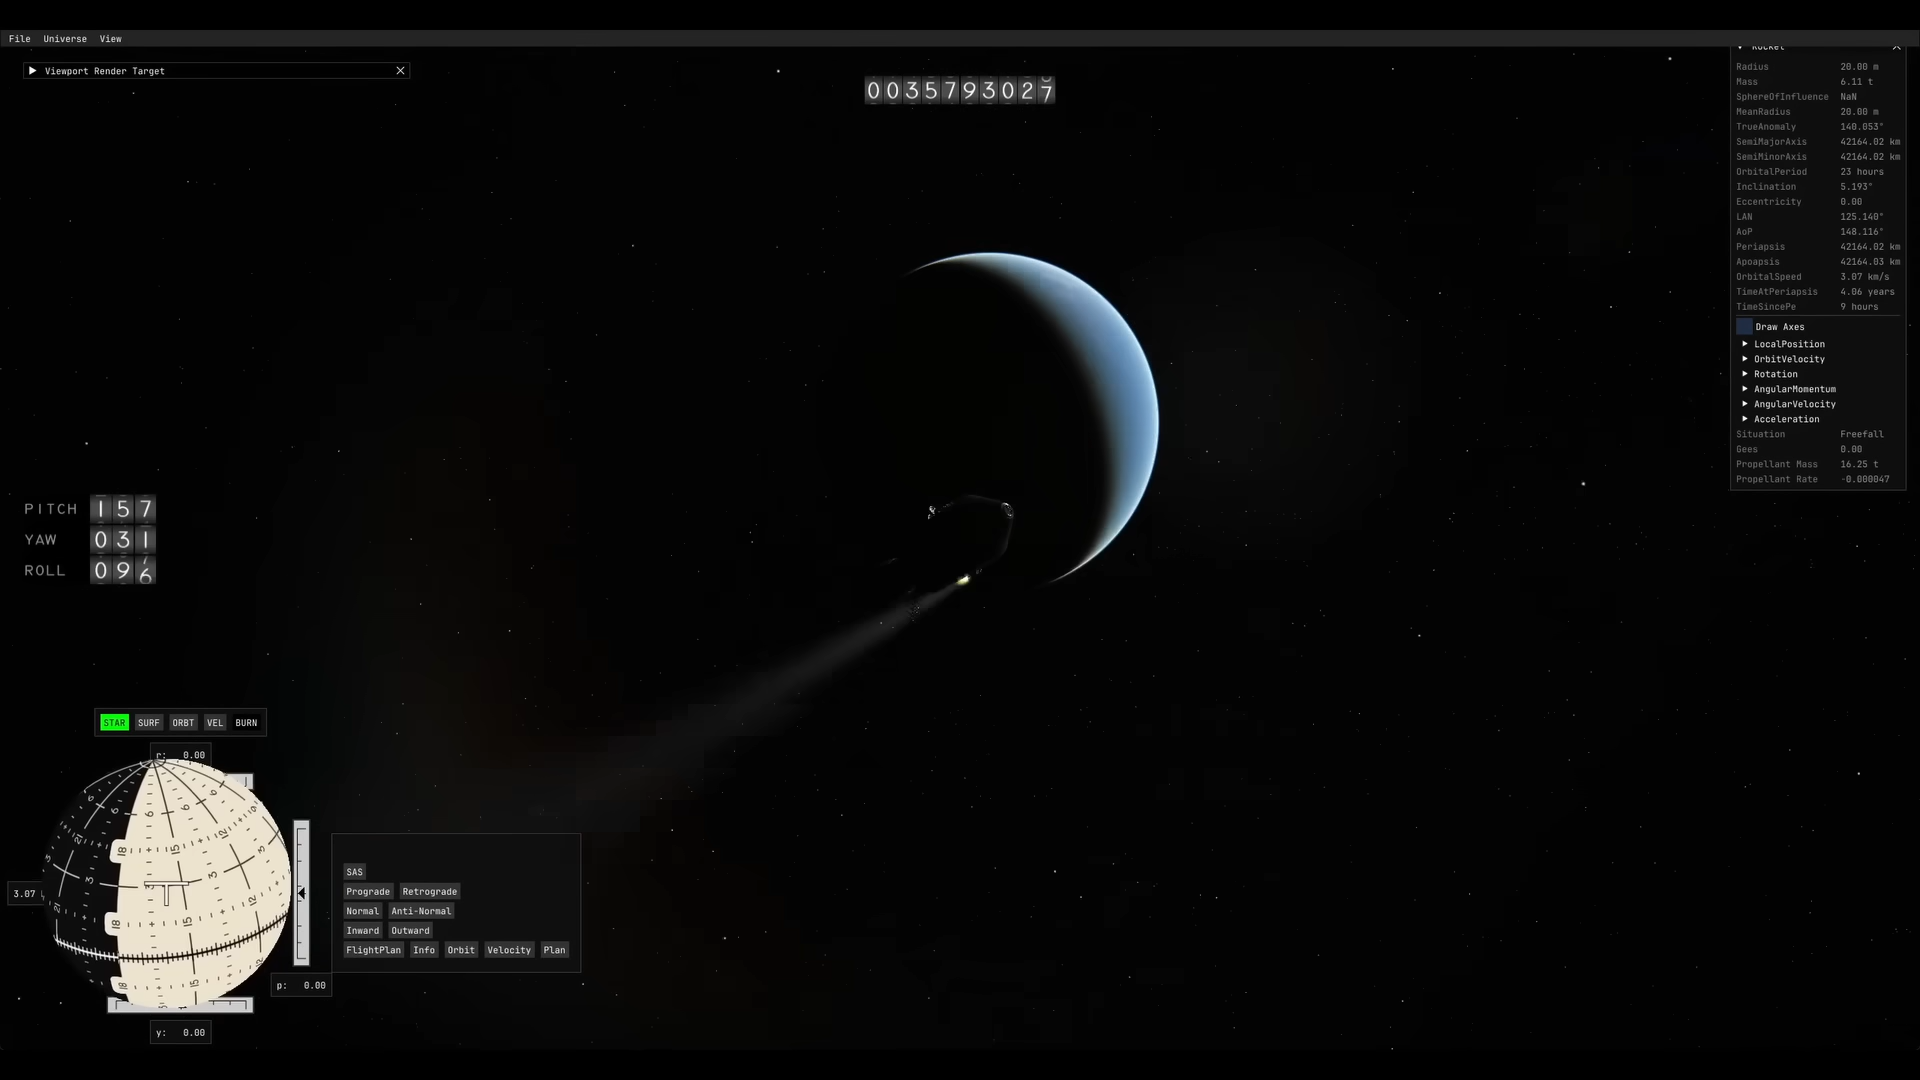 File Universe View
Viewport Render Target
0035793027
Rocket
Radius 20.00 m
Mass 6.11 t
SphereOfInfluence NaN
MeanRadius 20.00 m
TrueAnomaly 140.053°
SemiMajorAxis 42164.02 km
SemiMinorAxis 42164.02 km
OrbitalPeriod 23 hours
Inclination 5.193°
Eccentricity 0.00
LAN 125.140°
AoP 148.116°
Periapsis 42164.02 km
Apoapsis 42164.03 km
OrbitalSpeed 3.07 km/s
TimeAtPeriapsis 4.06 years
TimeSincePe 9 hours
Draw Axes
LocalPosition
OrbitVelocity
Rotation
AngularMomentum
AngularVelocity
Acceleration
Situation Freefall
Gees 0.00
Propellant Mass 16.25 t
Propellant Rate -0.000047
PITCH 157
YAW 031
ROLL 096
STAR SURF ORBT VEL BURN
r: 0.00
3.07
p: 0.00
y: 0.00
SAS
Prograde Retrograde
Normal Anti-Normal
Inward Outward
FlightPlan Info Orbit Velocity Plan